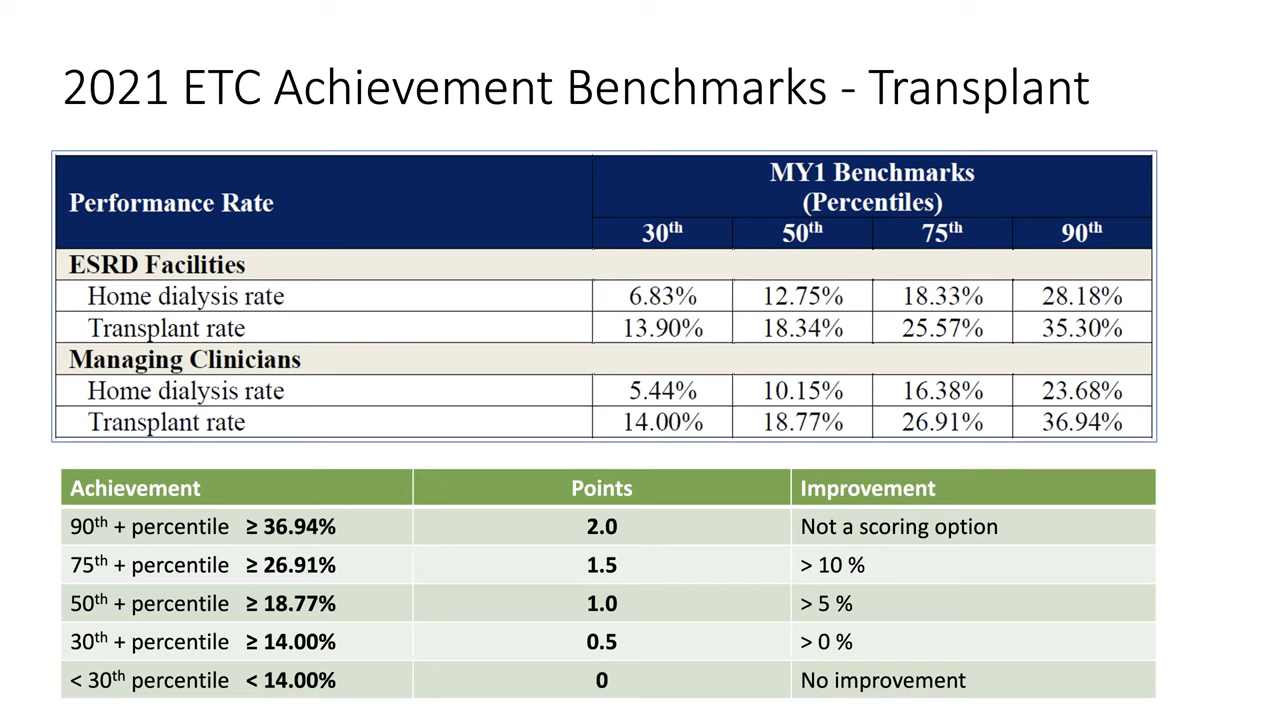 2021 ETC Achievement Benchmarks - Transplant
Performance Rate
MY1 Benchmarks
(Percentiles)
30th 50th 75th 90th
ESRD Facilities
Home dialysis rate 6.83% 12.75% 18.33% 28.18%
Transplant rate 13.90% 18.34% 25.57% 35.30%
Managing Clinicians
Home dialysis rate 5.44% 10.15% 16.38% 23.68%
Transplant rate 14.00% 18.77% 26.91% 36.94%
Achievement Points Improvement
90th + percentile ≥ 36.94% 2.0 Not a scoring option
75th + percentile ≥ 26.91% 1.5 > 10 %
50th + percentile ≥ 18.77% 1.0 > 5 %
30th + percentile ≥ 14.00% 0.5 > 0 %
< 30th percentile < 14.00% 0 No improvement